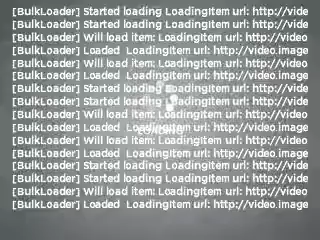 [BulkLoader] Started loading LoadingItem url: http://vide
[BulkLoader] Started loading LoadingItem url: http://vide
[BulkLoader] Will load item: LoadingItem url: http://video
[BulkLoader] Loaded LoadingItem url: http://video.image
[BulkLoader] Will load item: LoadingItem url: http://video
[BulkLoader] Loaded LoadingItem url: http://video.image
[BulkLoader] Started loading LoadingItem url: http://vide
[BulkLoader] Started loading LoadingItem url: http://vide
[BulkLoader] Will load item: LoadingItem url: http://video
[BulkLoader] Loaded LoadingItem url: http://video.image
LOADING
[BulkLoader] Will load item: LoadingItem url: http://video
[BulkLoader] Loaded LoadingItem url: http://video.image
[BulkLoader] Started loading LoadingItem url: http://vide
[BulkLoader] Started loading LoadingItem url: http://vide
[BulkLoader] Will load item: LoadingItem url: http://video
[BulkLoader] Loaded LoadingItem url: http://video.image